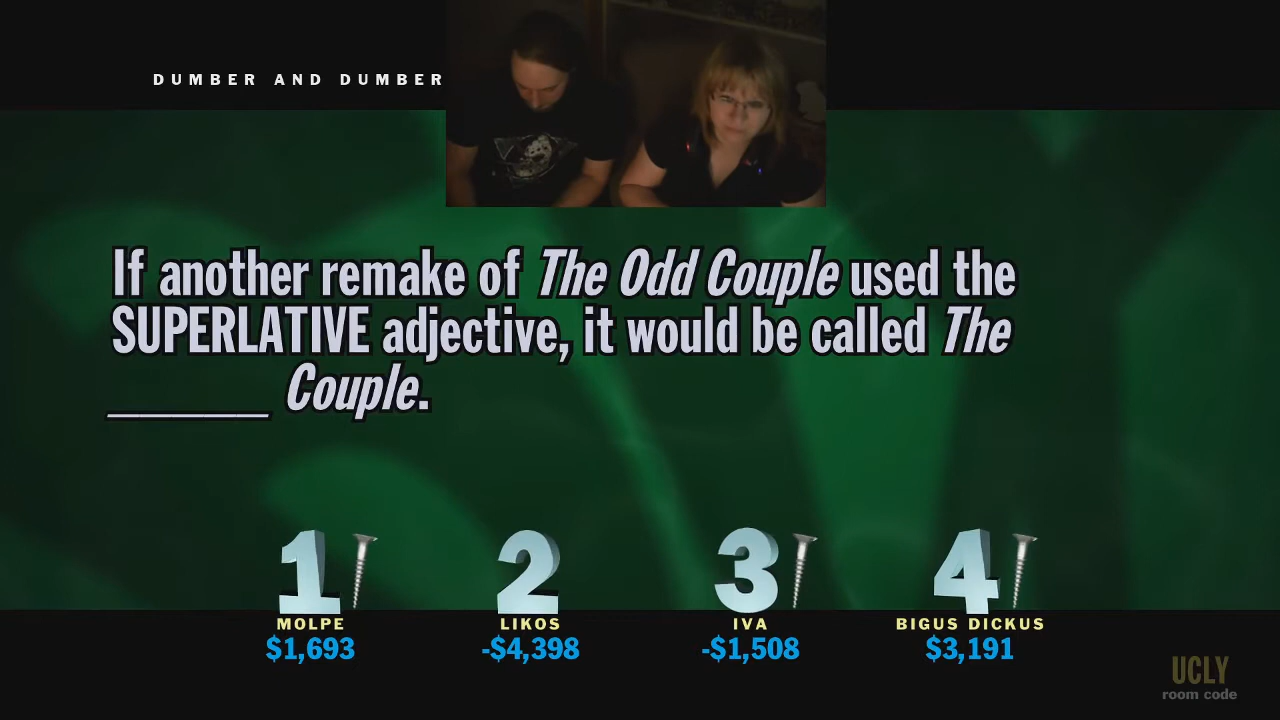 DUMBER AND DUMBER
If another remake of The Odd Couple used the
SUPERLATIVE adjective, it would be called The
______ Couple.
1 2 3 4
MOLPE LIKOS IVA BIGUS DICKUS
$1,693 -$4,398 -$1,508 $3,191
UCLY
room code